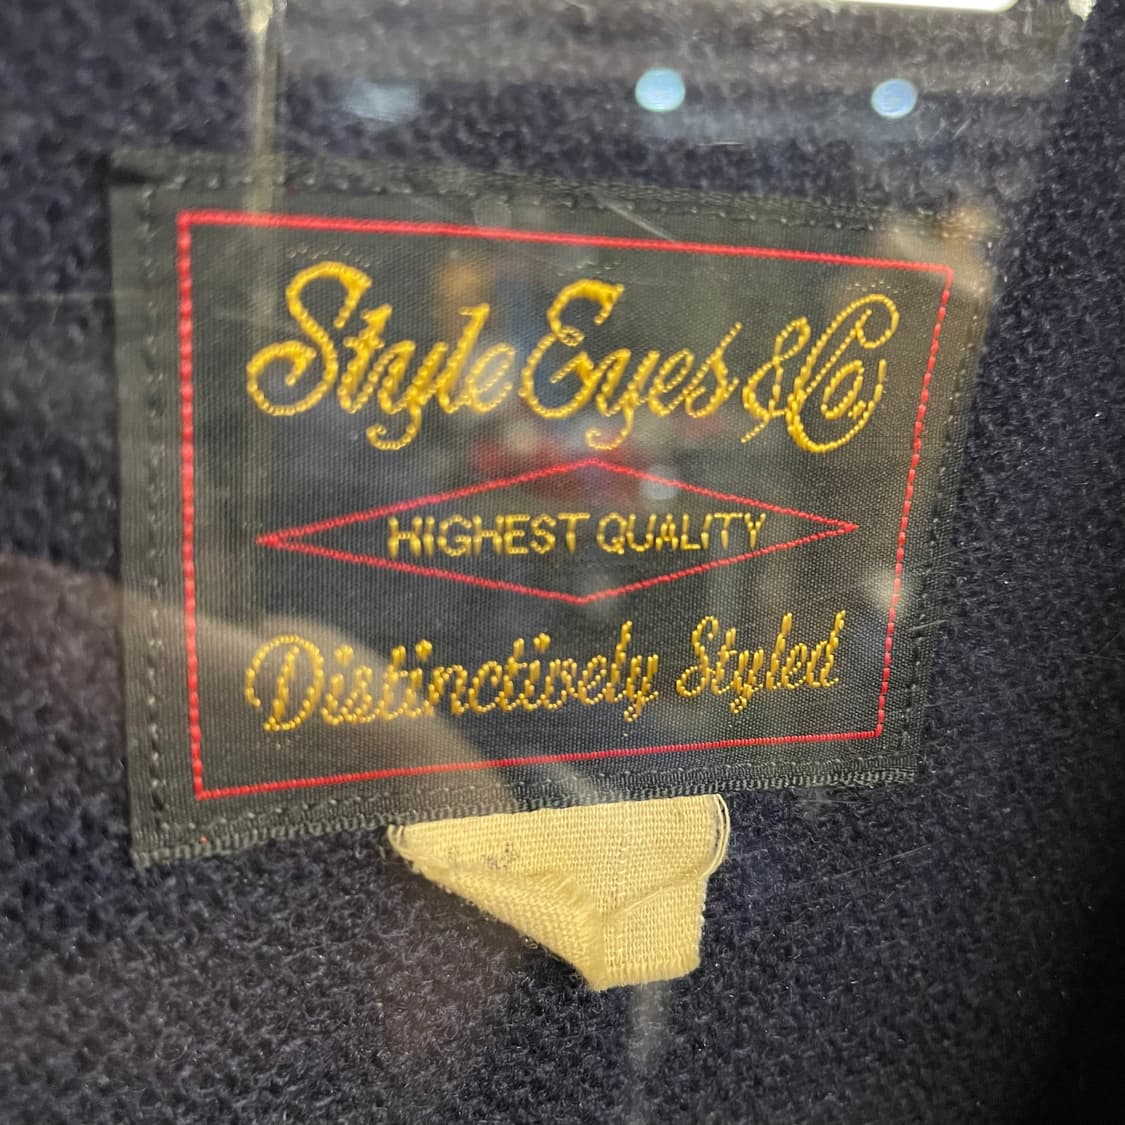 Style Eyes & Co.
HIGHEST QUALITY
Distinctively Styled